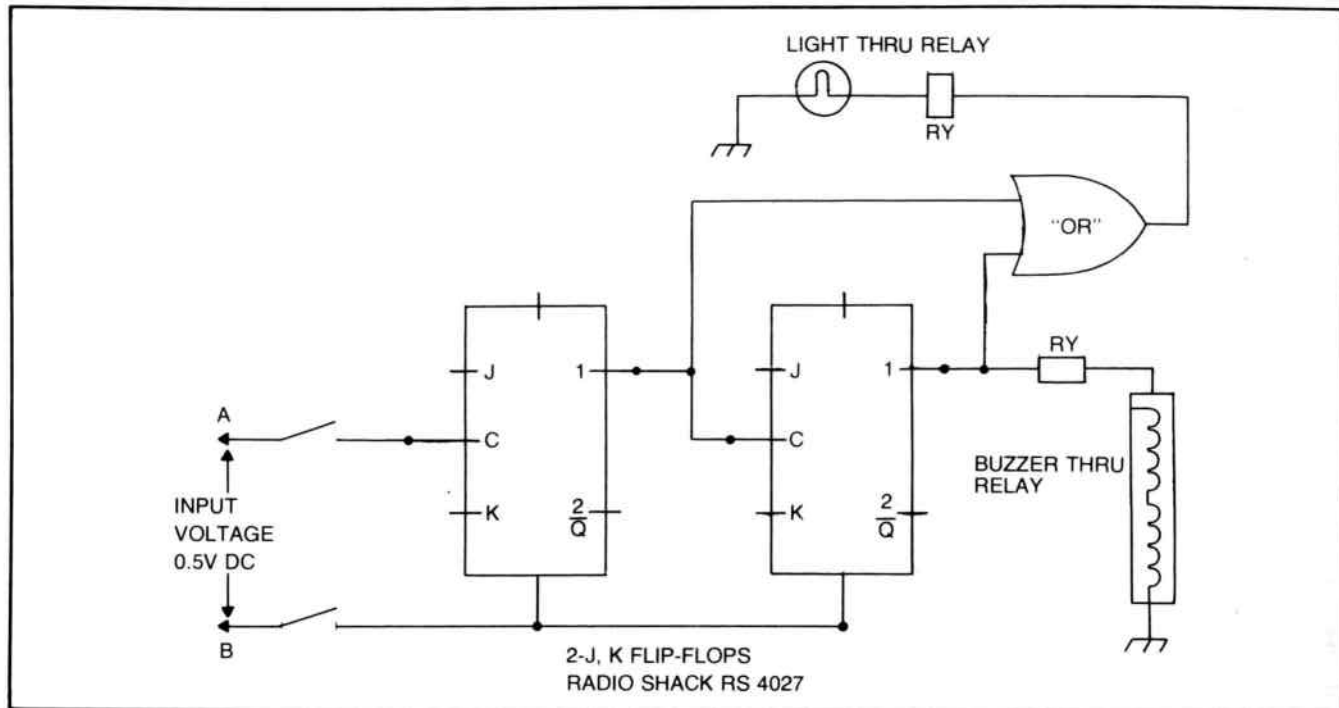 LIGHT THRU RELAY
RY
"OR"
J
1
J
1
RY
A
C
C
BUZZER THRU
RELAY
INPUT
VOLTAGE
0.5V DC
K
2
Q
K
2
Q
B
2-J, K FLIP-FLOPS
RADIO SHACK RS 4027